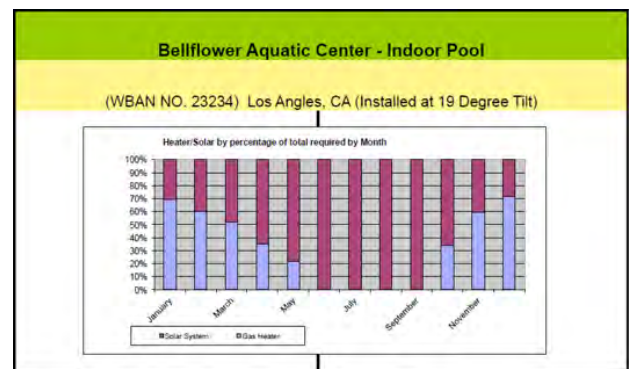 Bellflower Aquatic Center - Indoor Pool
(WBAN NO. 23234) Los Angles, CA (Installed at 19 Degree Tilt)
Heater/Solar by percentage of total required by Month
100%
90%
80%
70%
60%
50%
40%
30%
20%
10%
0%
January
March
May
July
September
November
Solar System
Gas Heater